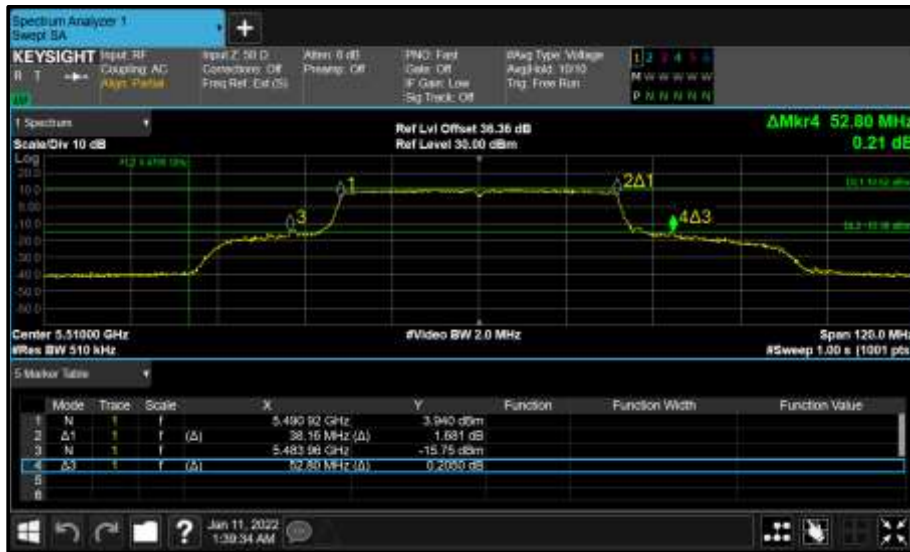 Spectrum Analyzer 1
Swept SA
KEYSIGHT
R T
Input: RF
Coupling: AC
Align: Partial
Input Z: 50 Ω
Corrections: Off
Freq Ref: Ext (S)
Atten: 6 dB
Preamp: Off
PNO: Fast
Gate: Off
IF Gain: Low
Sig Track: Off
#Avg Type: Voltage
Avg|Hold: 10/10
Trig: Free Run
1 2 3 4 5 6
M W W W W W
P N N N N N
1 Spectrum
Scale/Div 10 dB
Ref Lvl Offset 36.36 dB
Ref Level 30.00 dBm
ΔMkr4 52.80 MHz
0.21 dB
Log
20.0
10.0
0.00
-10.0
-20.0
-30.0
-40.0
-50.0
-60.0
1
2Δ1
3
4Δ3
Center 5.51000 GHz
#Res BW 510 kHz
#Video BW 2.0 MHz
Span 120.0 MHz
#Sweep 1.00 s (1001 pts)
5 Marker Table
Mode Trace Scale X Y Function Function Width Function Value
1 N 1 f 5.490 92 GHz 3.940 dBm
2 Δ1 1 f (Δ) 38.16 MHz (Δ) 1.681 dB
3 N 1 f 5.483 96 GHz -15.75 dBm
4 Δ3 1 f (Δ) 52.80 MHz (Δ) 0.2050 dB
5
6
?
Jan 11, 2022
1:39:34 AM